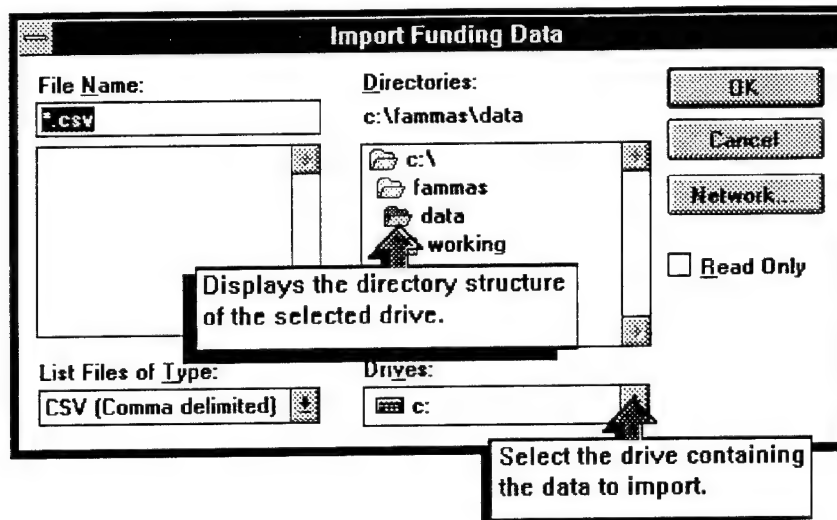 Import Funding Data
File Name:
*.csv
Directories:
c:\fammas\data
c:\
fammas
data
working
OK
Cancel
Network...
Read Only
Displays the directory structure
of the selected drive.
List Files of Type:
CSV (Comma delimited)
Drives:
c:
Select the drive containing
the data to import.